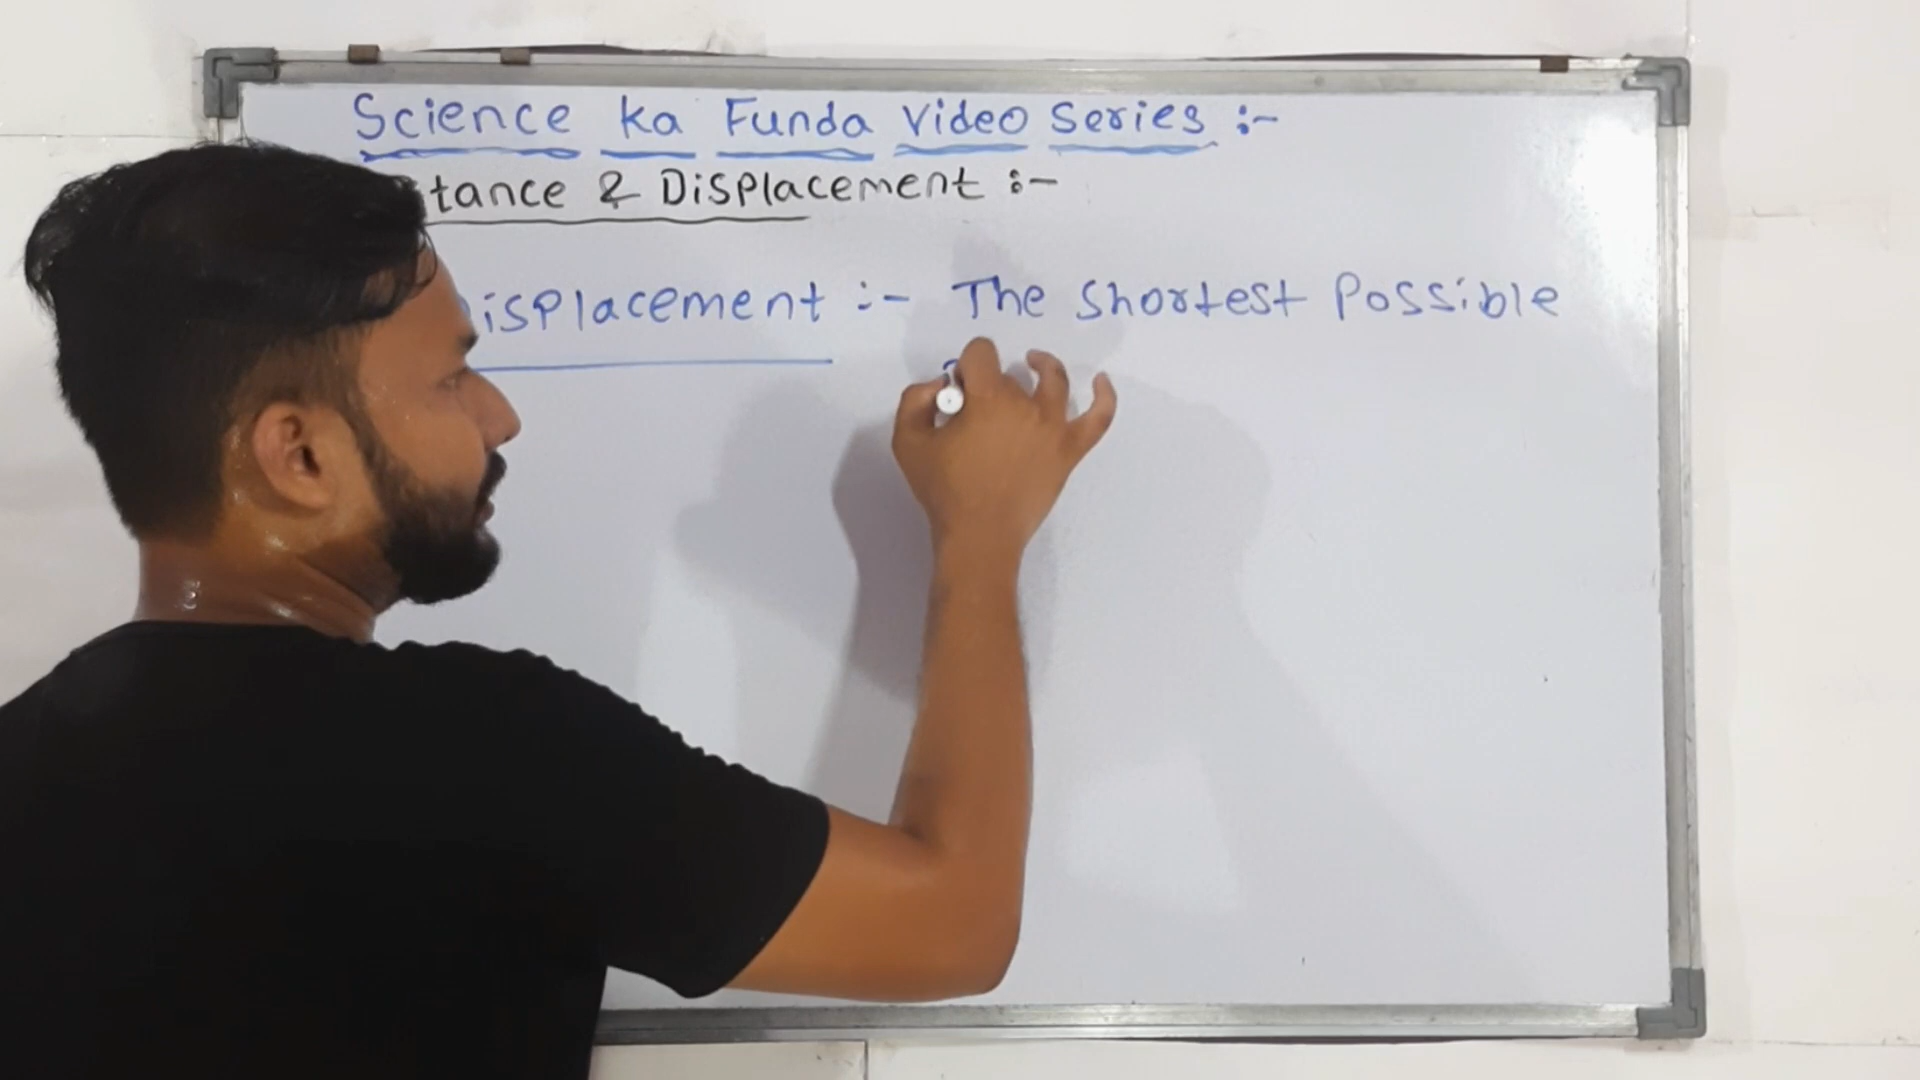 Science ka Funda Video Series :-
tance & Displacement :-
isplacement :- The shortest Possible